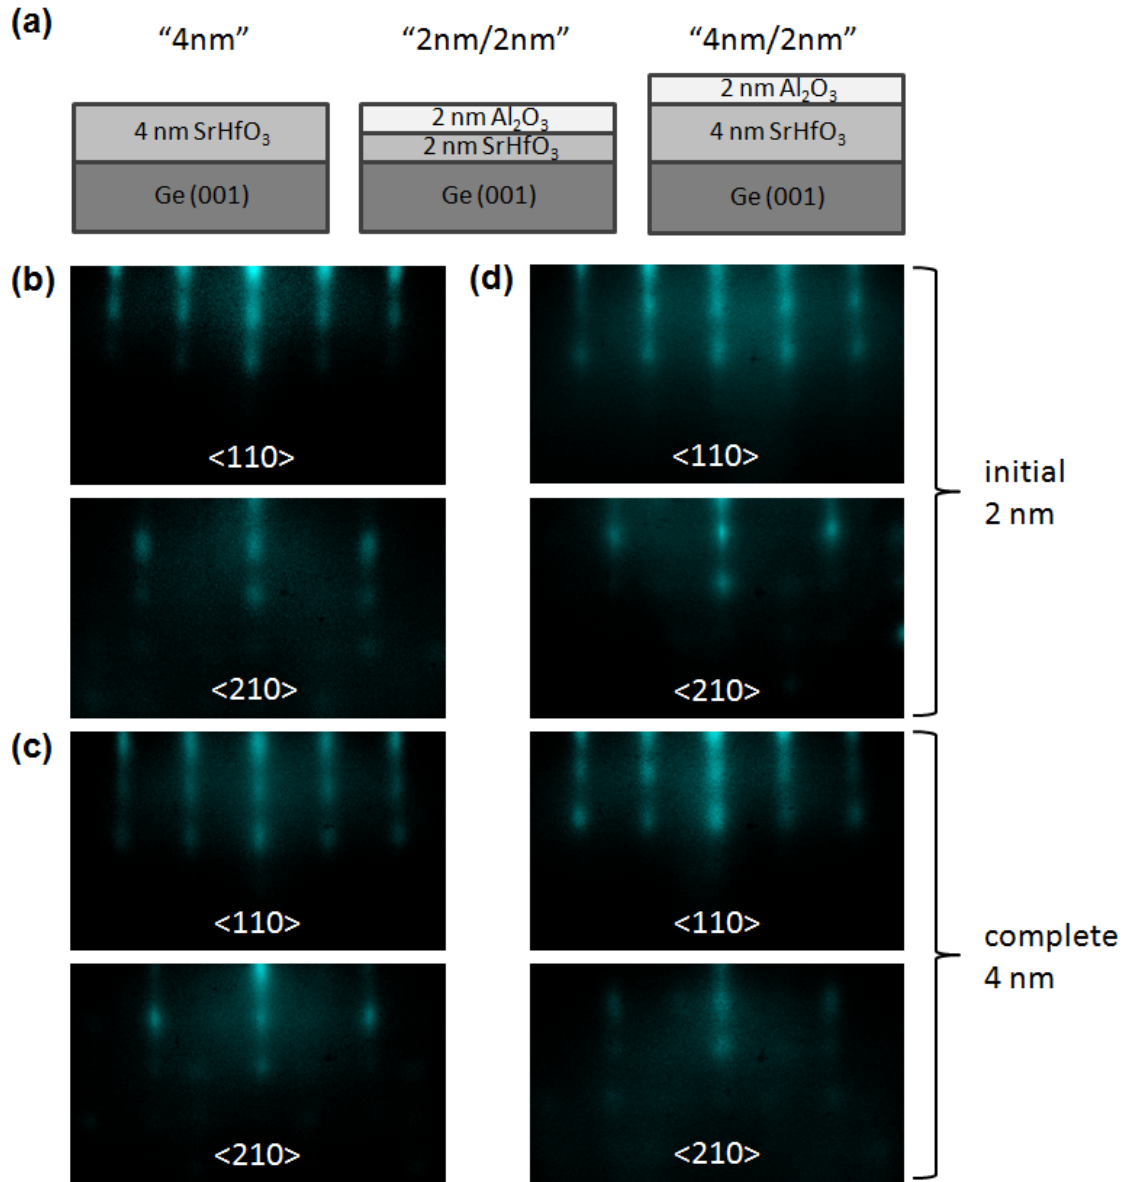 (a)
“4nm”
“2nm/2nm”
“4nm/2nm”
4 nm SrHfO₃
Ge (001)
2 nm Al₂O₃
2 nm SrHfO₃
Ge (001)
2 nm Al₂O₃
4 nm SrHfO₃
Ge (001)
(b)
<110>
<210>
(d)
<110>
<210>
initial
2 nm
(c)
<110>
<210>
<110>
<210>
complete
4 nm